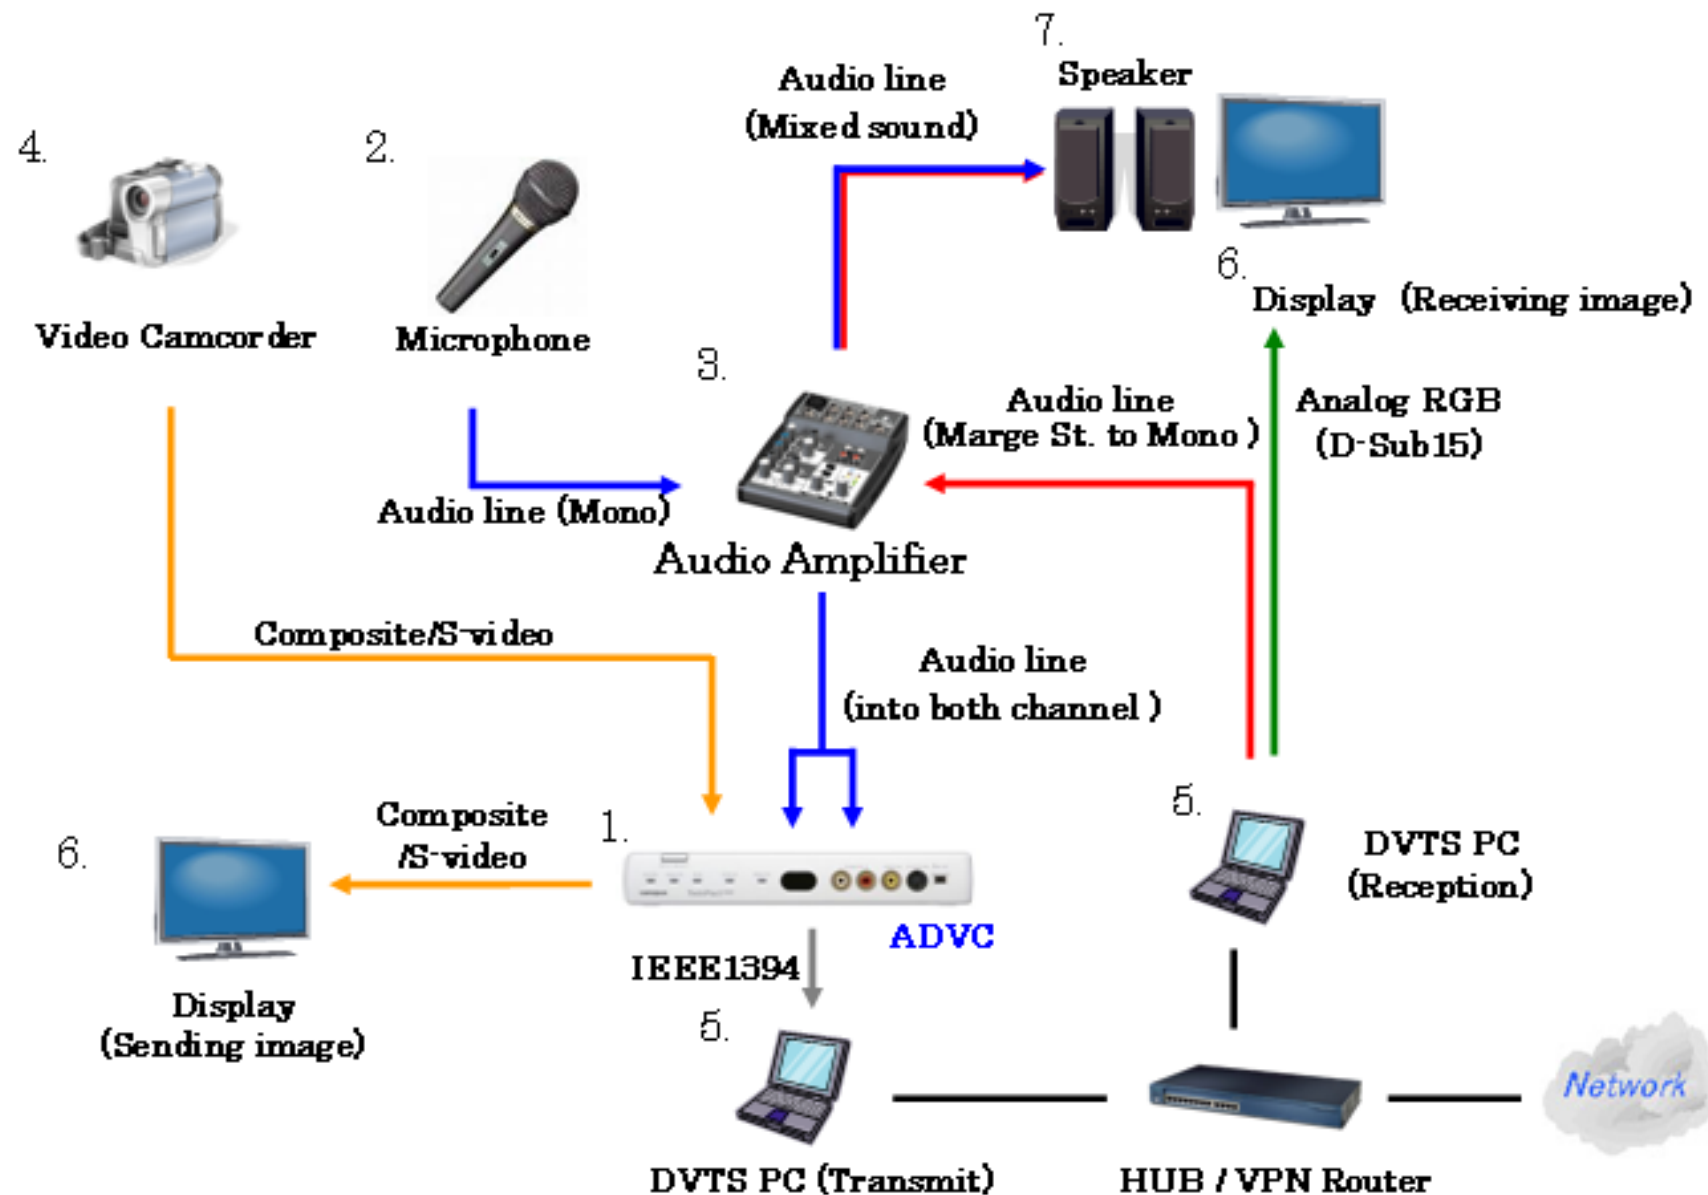 7.
Speaker
Audio line
(Mixed sound)
4.
2.
6.
Display (Receiving image)
Video Camcorder
Microphone
3.
Audio line
(Marge St. to Mono )
Analog RGB
(D-Sub15)
Audio line (Mono)
Audio Amplifier
Composite/S-video
Audio line
(into both channel )
Composite
/S-video
6.
1.
5.
DVTS PC
(Reception)
ADVC
IEEE1394
Display
(Sending image)
5.
Network
DVTS PC (Transmit)
HUB / VPN Router